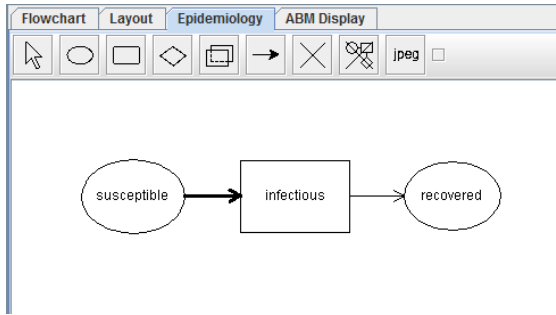 Flowchart Layout Epidemiology ABM Display
jpeg
susceptible infectious recovered